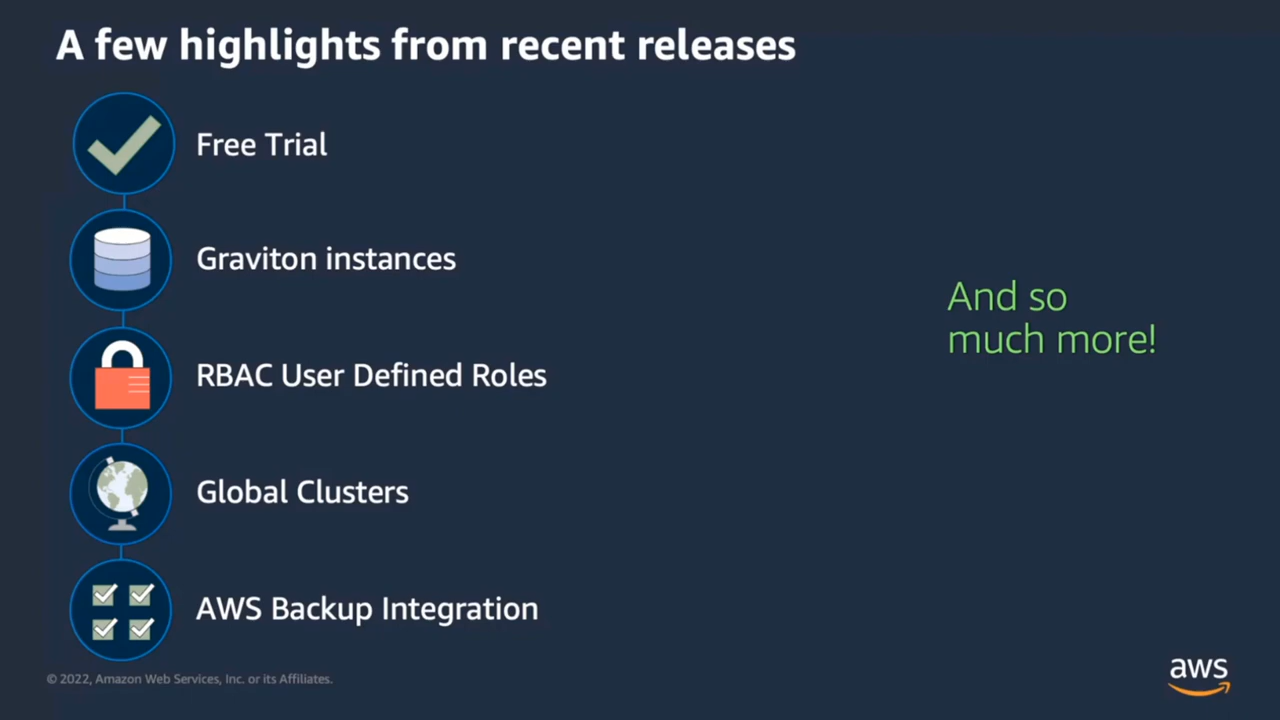 A few highlights from recent releases
Free Trial
Graviton instances
RBAC User Defined Roles
Global Clusters
AWS Backup Integration
And so
much more!
© 2022, Amazon Web Services, Inc. or its Affiliates.
aws